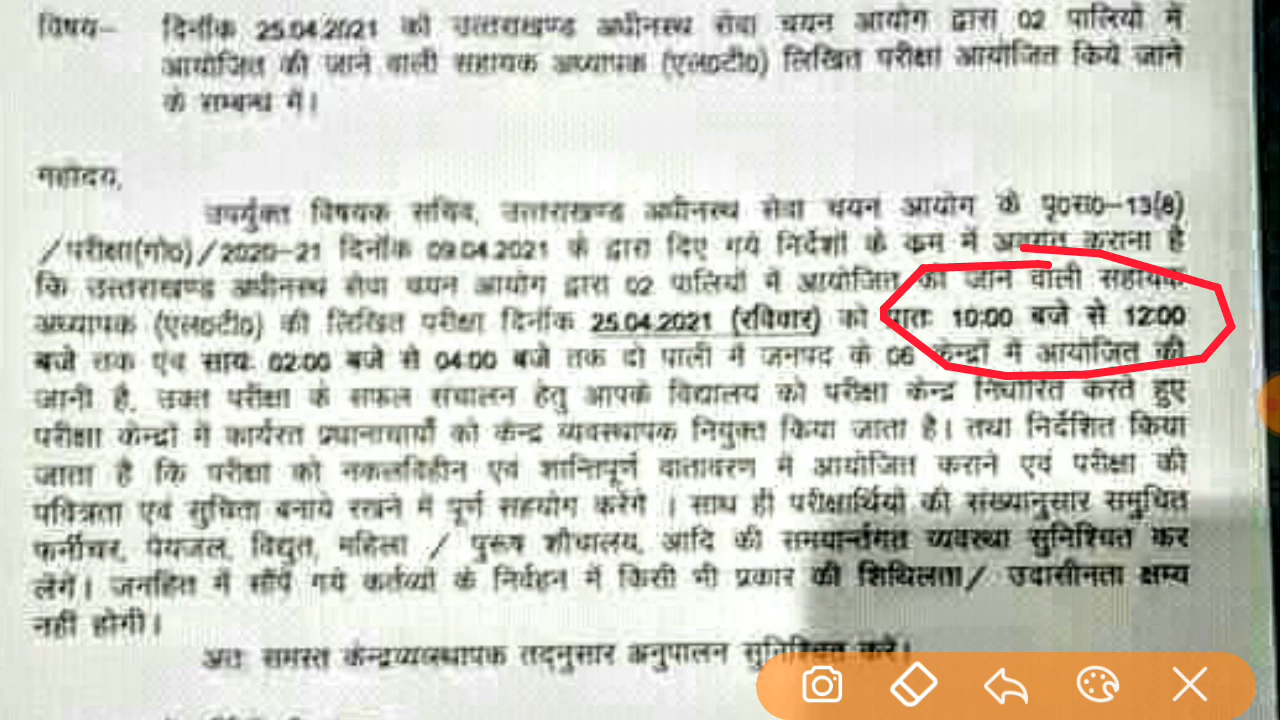 विषय– दिनाँक 25.04.2021 को उत्तराखण्ड अधीनस्थ सेवा चयन आयोग द्वारा 02 पालियों में
आयोजित की जाने वाली सहायक अध्यापक (एल0टी0) लिखित परीक्षा आयोजित किये जाने
के सम्बन्ध में।
महोदय,
उपर्युक्त विषयक सचिव, उत्तराखण्ड अधीनस्थ सेवा चयन आयोग के पृ0सं0–13(8)
/परीक्षा(गो0)/2020–21 दिनाँक 09.04.2021 के द्वारा दिए गये निर्देशों के क्रम में अवगत कराना है
कि उत्तराखण्ड अधीनस्थ सेवा चयन आयोग द्वारा 02 पालियों में आयोजित की जाने वाली सहायक
अध्यापक (एल0टी0) की लिखित परीक्षा दिनाँक 25.04.2021 (रविवार) को प्रातः 10:00 बजे से 12:00
बजे तक एवं सायं 02:00 बजे से 04:00 बजे तक दो पाली में जनपद के 06 केन्द्रों में आयोजित की
जानी है, उक्त परीक्षा के सफल संचालन हेतु आपके विद्यालय को परीक्षा केन्द्र निर्धारित करते हुए
परीक्षा केन्द्रों में कार्यरत प्रधानाचार्यों को केन्द्र व्यवस्थापक नियुक्त किया जाता है। तथा निर्देशित किया
जाता है कि परीक्षा को नकलविहीन एवं शान्तिपूर्ण वातावरण में आयोजित कराने एवं परीक्षा की
पवित्रता एवं सुचिता बनाये रखने में पूर्ण सहयोग करेंगे । साथ ही परीक्षार्थियों की संख्यानुसार समुचित
फर्नीचर, पेयजल, विद्युत, महिला / पुरूष शौचालय, आदि की समयान्तर्गत व्यवस्था सुनिश्चित कर
लेंगें। जनहित में सौंपें गये कर्तव्यों के निर्वहन में किसी भी प्रकार की शिथिलता/ उदासीनता क्षम्य
नहीं होगी।
अतः समस्त केन्द्रव्यवस्थापक तद्नुसार अनुपालन सुनिश्चित करें।